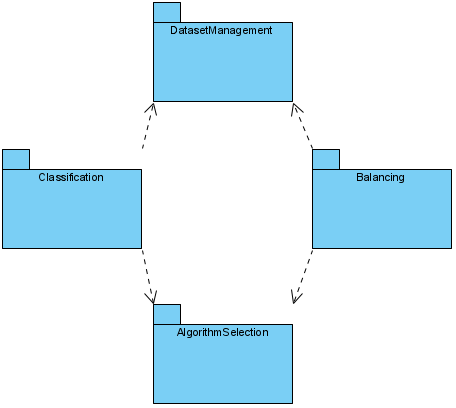 DatasetManagement
Classification
Balancing
AlgorithmSelection